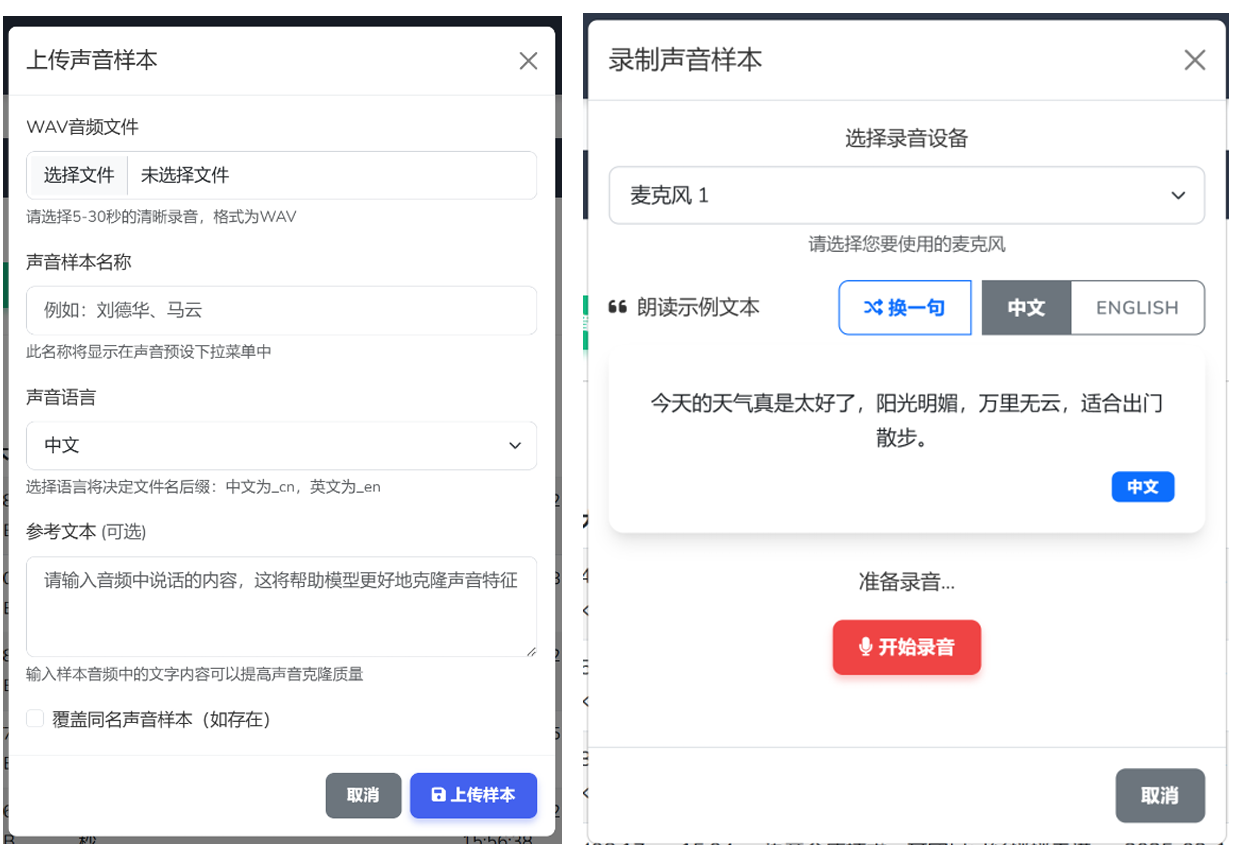 上传声音样本
WAV音频文件
选择文件 未选择文件
请选择5-30秒的清晰录音，格式为WAV
声音样本名称
例如：刘德华、马云
此名称将显示在声音预设下拉菜单中
声音语言
中文
选择语言将决定文件名后缀：中文为_cn，英文为_en
参考文本 (可选)
请输入音频中说话的内容，这将帮助模型更好地克隆声音特征
输入样本音频中的文字内容可以提高声音克隆质量
覆盖同名声音样本（如存在）
取消 上传样本
录制声音样本
选择录音设备
麦克风 1
请选择您要使用的麦克风
朗读示例文本 换一句 中文 ENGLISH
今天的天气真是太好了，阳光明媚，万里无云，适合出门
散步。
中文
准备录音...
开始录音
取消